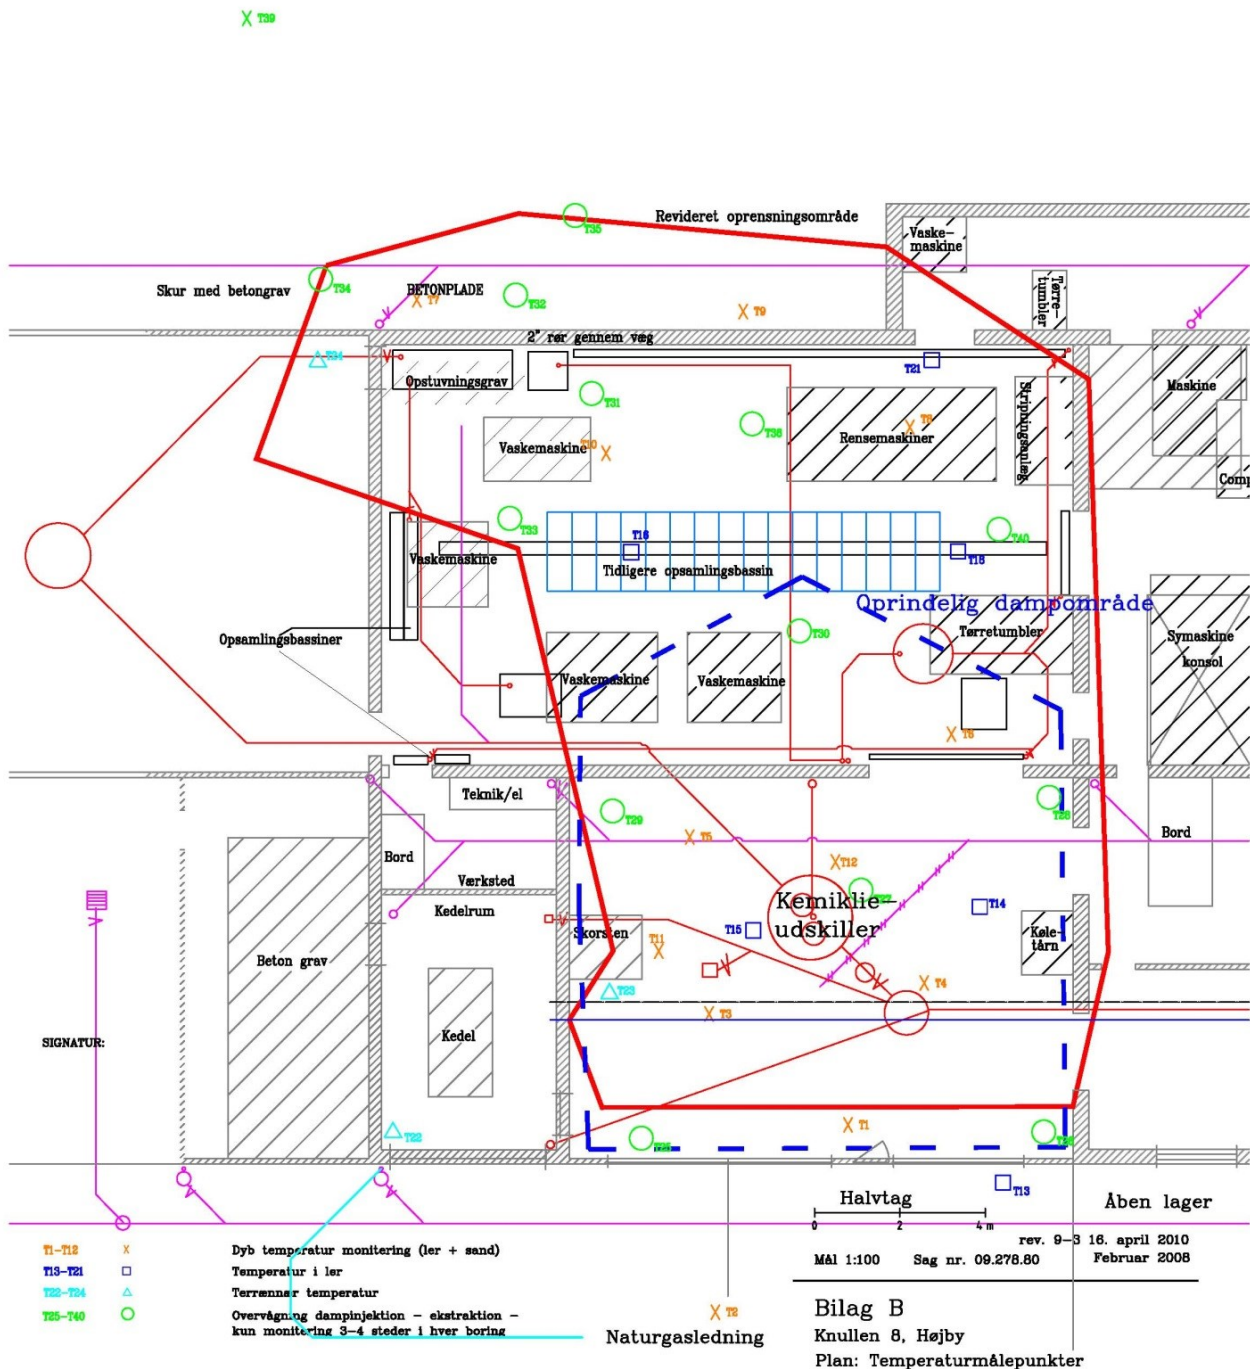 T39
T35
Revideret oprensningsområde
Vaske-
maskine
T34
Skur med betongrav
BETONPLADE
T7
T32
T9
Tørre-
tumbler
2" rør gennem væg
T24
T21
Opstuvningsgrav
T31
Stripningsanlæg
Maskine
T36
Rensemaskiner
T10
Vaskemaskine
Comp
T33
T40
T16
T18
Vaskemaskine
Tidligere opsamlingsbassin
Oprindelig dampområde
Opsamlingsbassiner
T30
Tørretumbler
Symaskine
konsol
Vaskemaskine
Vaskemaskine
T6
Teknik/el
T29
T28
T5
Bord
Bord
T12
Værksted
Kedelrum
Kemiklie-
udskiller
T14
T15
Skorsten
T11
Køle-
tårn
Beton grav
T23
T4
T3
Kedel
SIGNATUR:
T22
T25
T1
T13
Halvtag
Åben lager
0 2 4 m
rev. 9-3 16. april 2010
Mål 1:100 Sag nr. 09.278.80 Februar 2008
T1-T12 Dyb temperatur monitering (ler + sand)
T13-T21 Temperatur i ler
T22-T24 Terrænnær temperatur
T25-T40 Overvågning dampinjektion - ekstraktion -
kun monitering 3-4 steder i hver boring
T2
Naturgasledning
Bilag B
Knullen 8, Højby
Plan: Temperaturmålepunkter